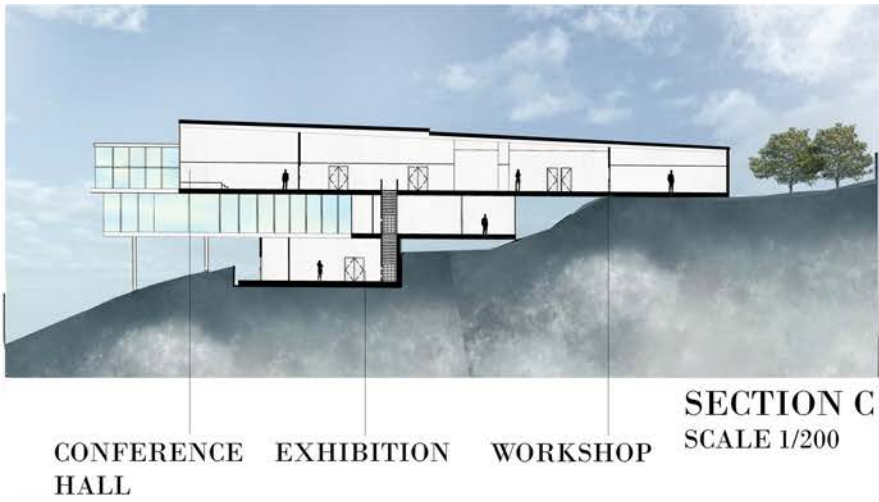 SECTION C
SCALE 1/200
CONFERENCE HALL
EXHIBITION
WORKSHOP